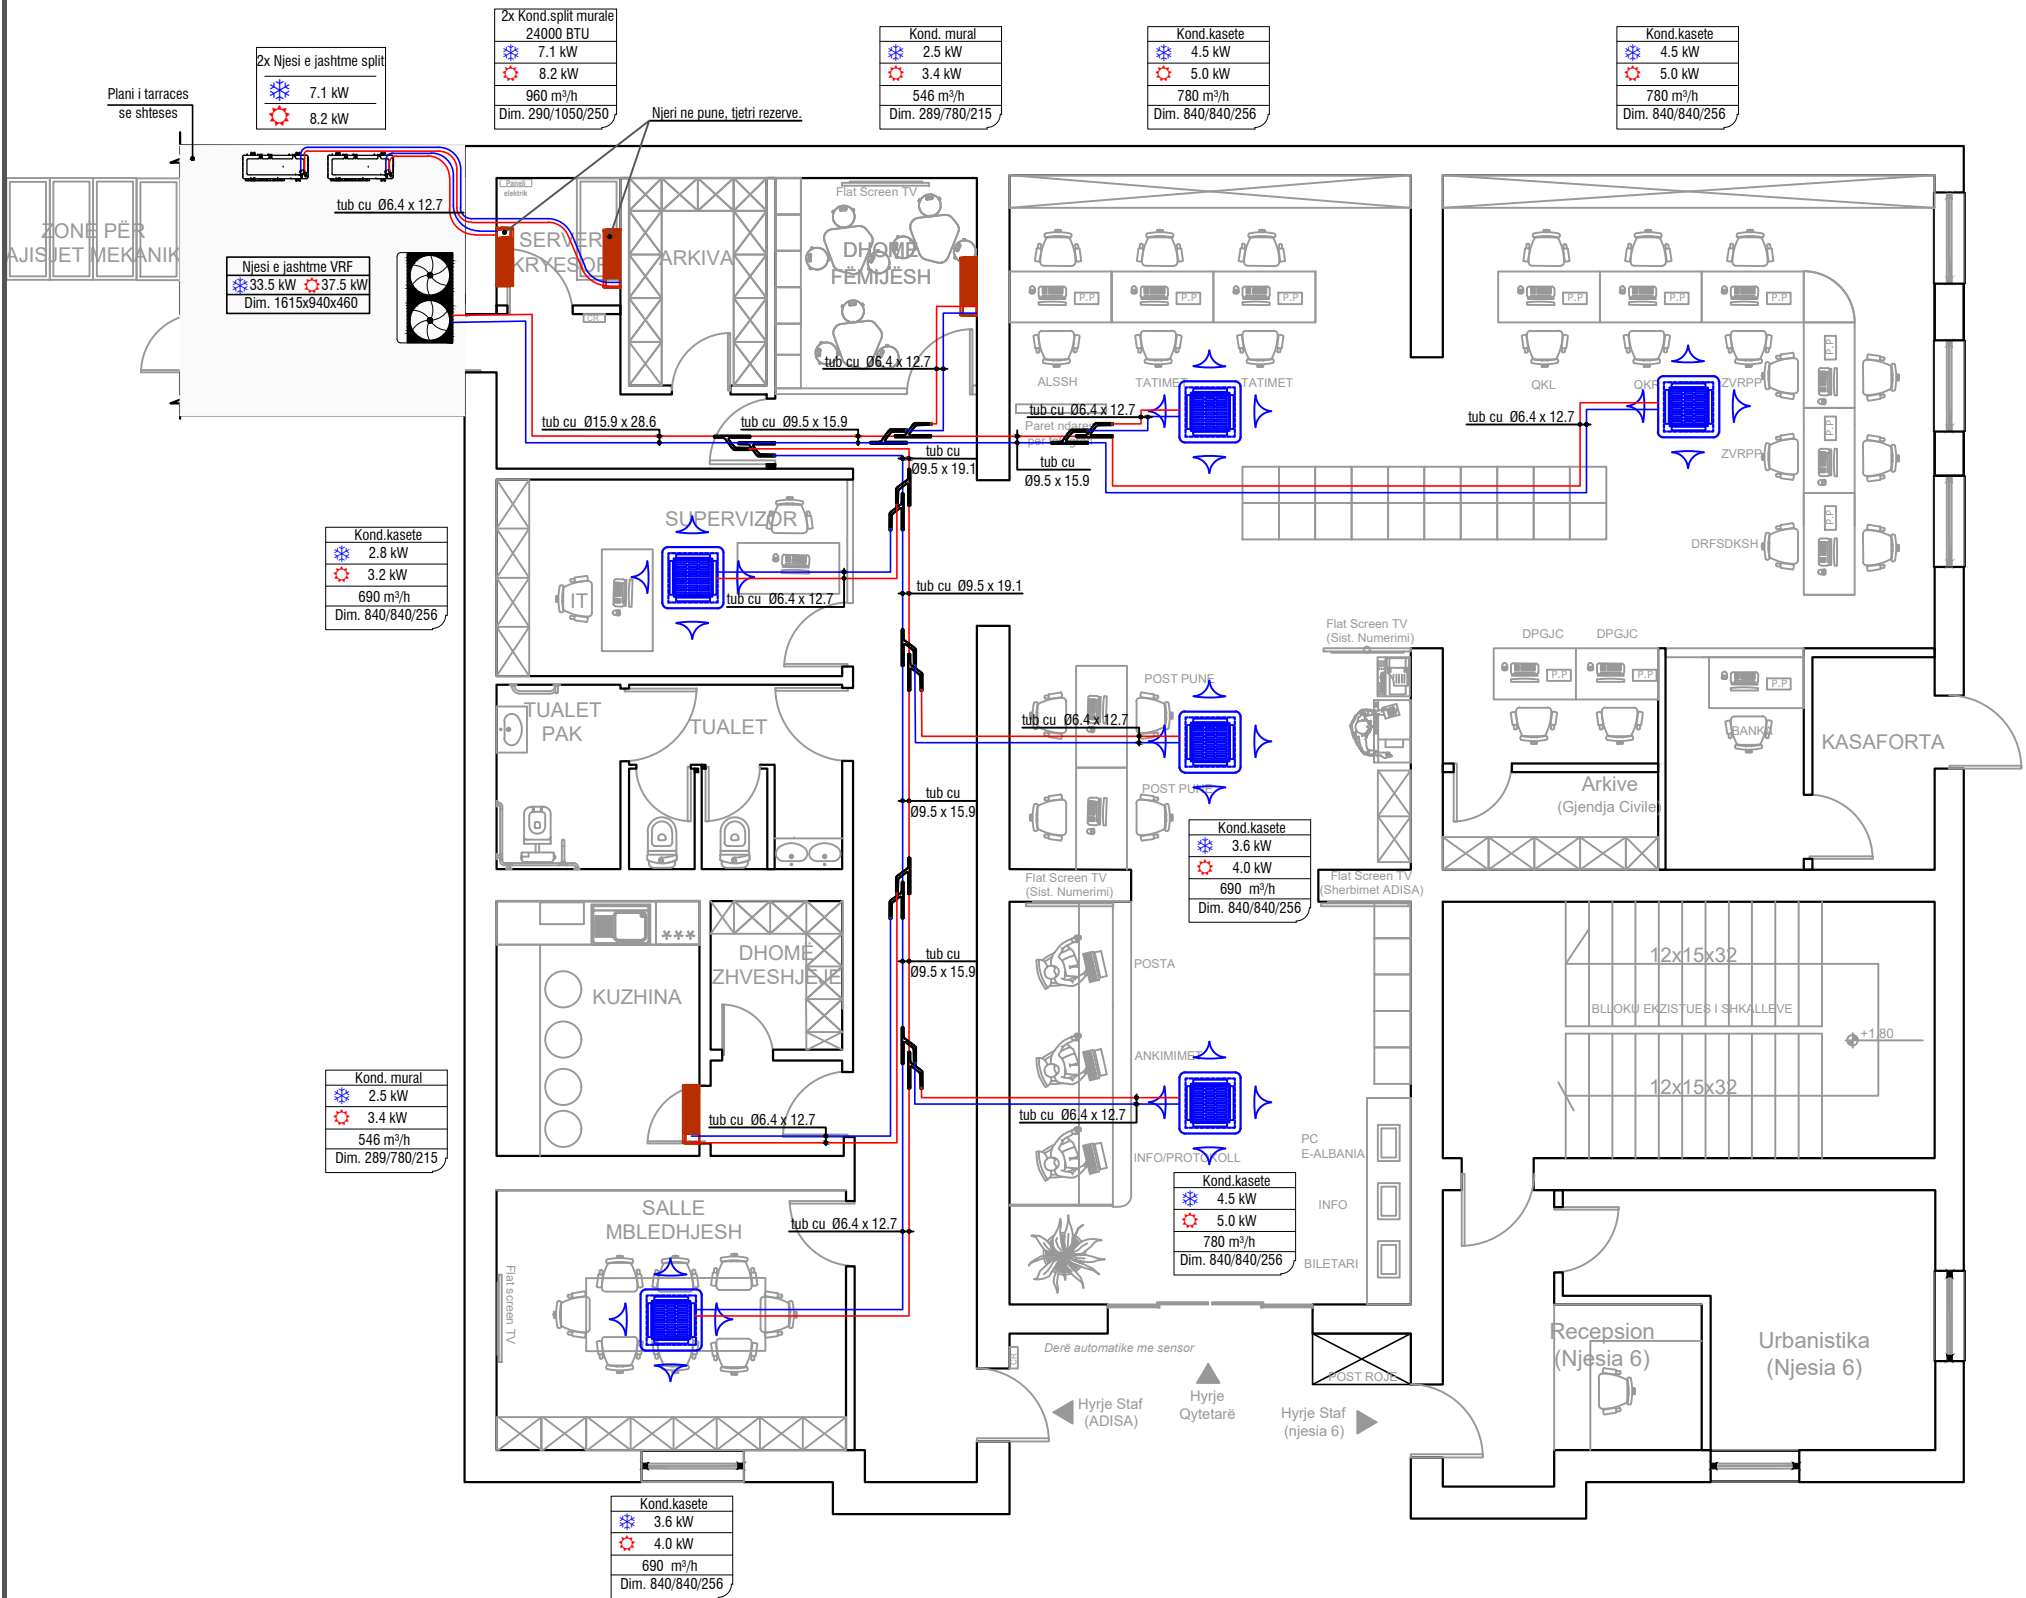 2x Kond.split murale
24000 BTU
7.1 kW
8.2 kW
960 m³/h
Dim. 290/1050/250
Kond. mural
2.5 kW
3.4 kW
546 m³/h
Dim. 289/780/215
Kond.kasete
4.5 kW
5.0 kW
780 m³/h
Dim. 840/840/256
Kond.kasete
4.5 kW
5.0 kW
780 m³/h
Dim. 840/840/256
2x Njesi e jashtme split
7.1 kW
8.2 kW
Plani i tarraces
se shteses
Njeri ne pune, tjetri rezerve.
Paneli
elektrik
Flat Screen TV
tub cu Ø6.4 x 12.7
ZONE PËR
AJISJET MEKANIK
SERVER
KRYESOR
ARKIVA
DHOMË
FËMIJËSH
Njesi e jashtme VRF
33.5 kW 37.5 kW
Dim. 1615x940x460
CR
P.P
P.P
P.P
P.P
P.P
P.P
P.P
P.P
P.P
tub cu Ø6.4 x 12.7
ALSSH
TATIMET
TATIMET
QKL
QKR
ZVRPP
tub cu Ø6.4 x 12.7
tub cu Ø6.4 x 12.7
tub cu Ø15.9 x 28.6
tub cu Ø9.5 x 15.9
Paret ndares
per
ZVRPP
tub cu
Ø9.5 x 19.1
tub cu
Ø9.5 x 15.9
SUPERVIZOR
DRFSDKSH
Kond.kasete
2.8 kW
3.2 kW
690 m³/h
Dim. 840/840/256
IT
tub cu Ø6.4 x 12.7
tub cu Ø9.5 x 19.1
Flat Screen TV
(Sist. Numerimi)
DPGJC
DPGJC
P.P
P.P
P.P
POST PUNE
TUALET
PAK
TUALET
tub cu Ø6.4 x 12.7
BANKA
KASAFORTA
POST PUNE
tub cu
Ø9.5 x 15.9
Arkive
(Gjendja Civile)
Kond.kasete
3.6 kW
4.0 kW
690 m³/h
Dim. 840/840/256
Flat Screen TV
(Sist. Numerimi)
Flat Screen TV
(Sherbimet ADISA)
DHOMË
ZHVESHJEJE
KUZHINA
tub cu
Ø9.5 x 15.9
POSTA
12x15x32
BLLOKU EKZISTUES I SHKALLEVE
+1.80
12x15x32
ANKIMIMET
Kond. mural
2.5 kW
3.4 kW
546 m³/h
Dim. 289/780/215
tub cu Ø6.4 x 12.7
tub cu Ø6.4 x 12.7
INFO/PROTOKOLL
PC
E-ALBANIA
Kond.kasete
4.5 kW
5.0 kW
780 m³/h
Dim. 840/840/256
INFO
BILETARI
SALLE
MBLEDHJESH
tub cu Ø6.4 x 12.7
Flat screen TV
CR
Derë automatike me sensor
POST ROJE
Recepsion
(Njesia 6)
Urbanistika
(Njesia 6)
Hyrje Staf
(ADISA)
Hyrje
Qytetarë
Hyrje Staf
(njesia 6)
Kond.kasete
3.6 kW
4.0 kW
690 m³/h
Dim. 840/840/256